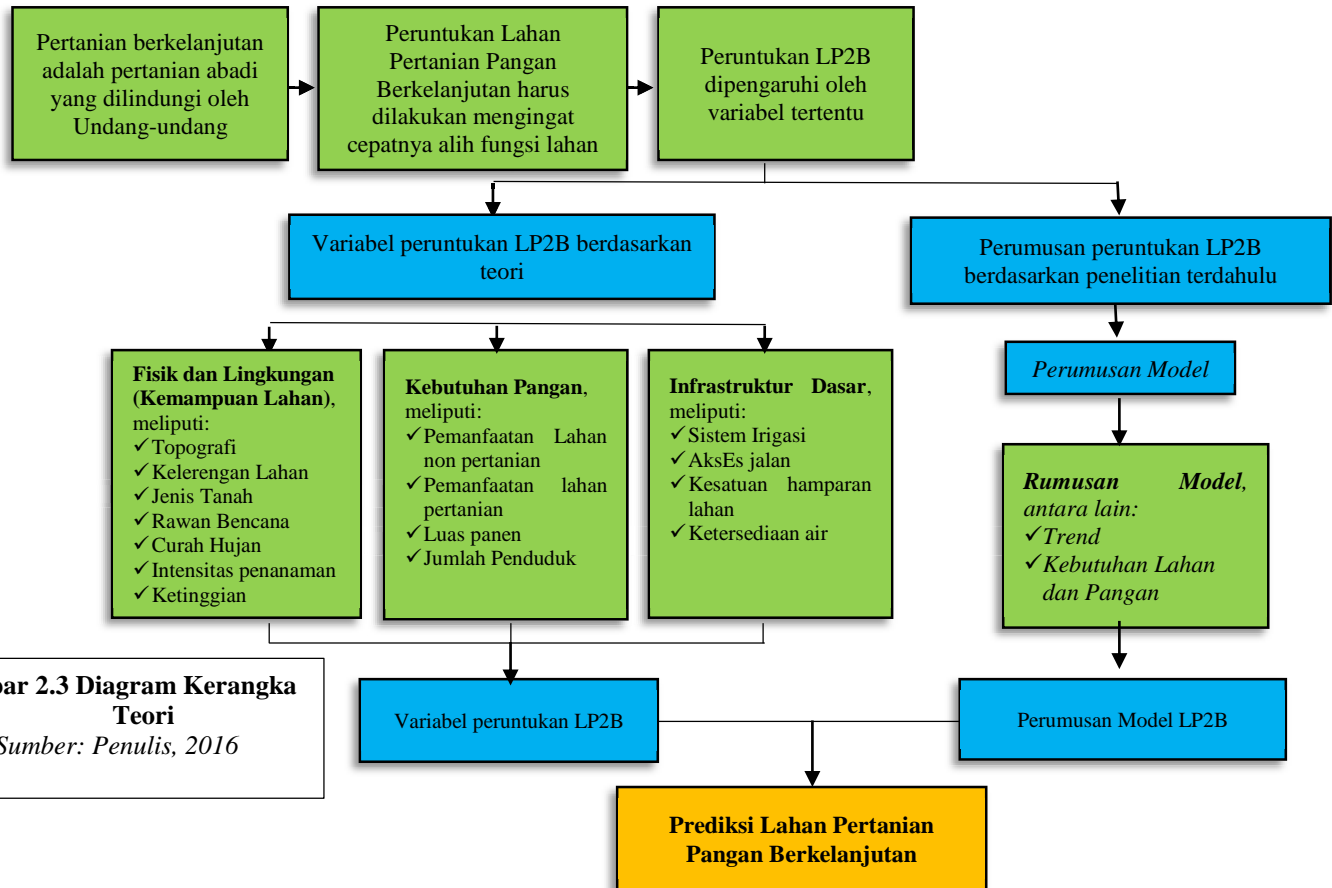 Pertanian berkelanjutan
adalah pertanian abadi
yang dilindungi oleh
Undang-undang
Peruntukan Lahan
Pertanian Pangan
Berkelanjutan harus
dilakukan mengingat
cepatnya alih fungsi lahan
Peruntukan LP2B
dipengaruhi oleh
variabel tertentu
Variabel peruntukan LP2B berdasarkan
teori
Perumusan peruntukan LP2B
berdasarkan penelitian terdahulu
Fisik dan Lingkungan
(Kemampuan Lahan),
meliputi:
✓Topografi
✓Kelerengan Lahan
✓Jenis Tanah
✓Rawan Bencana
✓Curah Hujan
✓Intensitas penanaman
✓Ketinggian
Kebutuhan Pangan,
meliputi:
✓Pemanfaatan Lahan
non pertanian
✓Pemanfaatan lahan
pertanian
✓Luas panen
✓Jumlah Penduduk
Infrastruktur Dasar,
meliputi:
✓Sistem Irigasi
✓AksEs jalan
✓Kesatuan hamparan
lahan
✓Ketersediaan air
Perumusan Model
Rumusan Model,
antara lain:
✓Trend
✓Kebutuhan Lahan
dan Pangan
bar 2.3 Diagram Kerangka
Teori
Sumber: Penulis, 2016
Variabel peruntukan LP2B
Perumusan Model LP2B
Prediksi Lahan Pertanian
Pangan Berkelanjutan